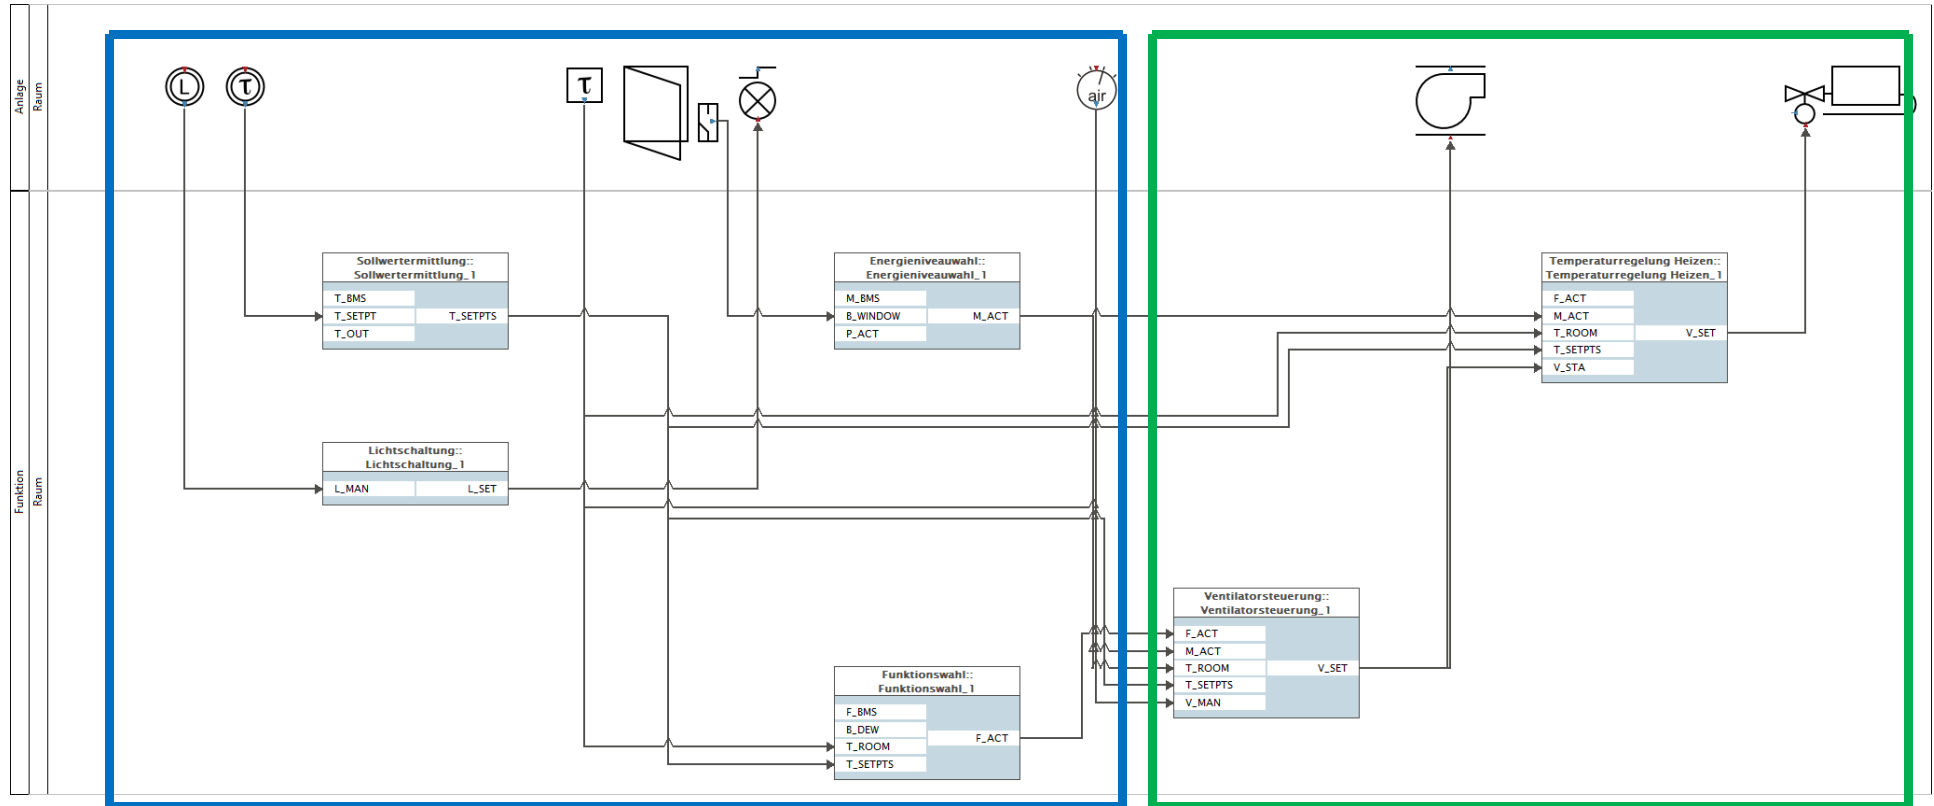 Anlage
Raum
L
τ
τ
air
Funktion
Raum
Sollwertermittlung::
Sollwertermittlung_1
T_BMS
T_SETPT
T_SETPTS
T_OUT
Energieniveauwahl::
Energieniveauwahl_1
M_BMS
B_WINDOW
M_ACT
P_ACT
Temperaturregelung Heizen::
Temperaturregelung Heizen_1
F_ACT
M_ACT
T_ROOM
V_SET
T_SETPTS
V_STA
Lichtschaltung::
Lichtschaltung_1
L_MAN
L_SET
Ventilatorsteuerung::
Ventilatorsteuerung_1
F_ACT
M_ACT
T_ROOM
V_SET
T_SETPTS
V_MAN
Funktionswahl::
Funktionswahl_1
F_BMS
B_DEW
F_ACT
T_ROOM
T_SETPTS